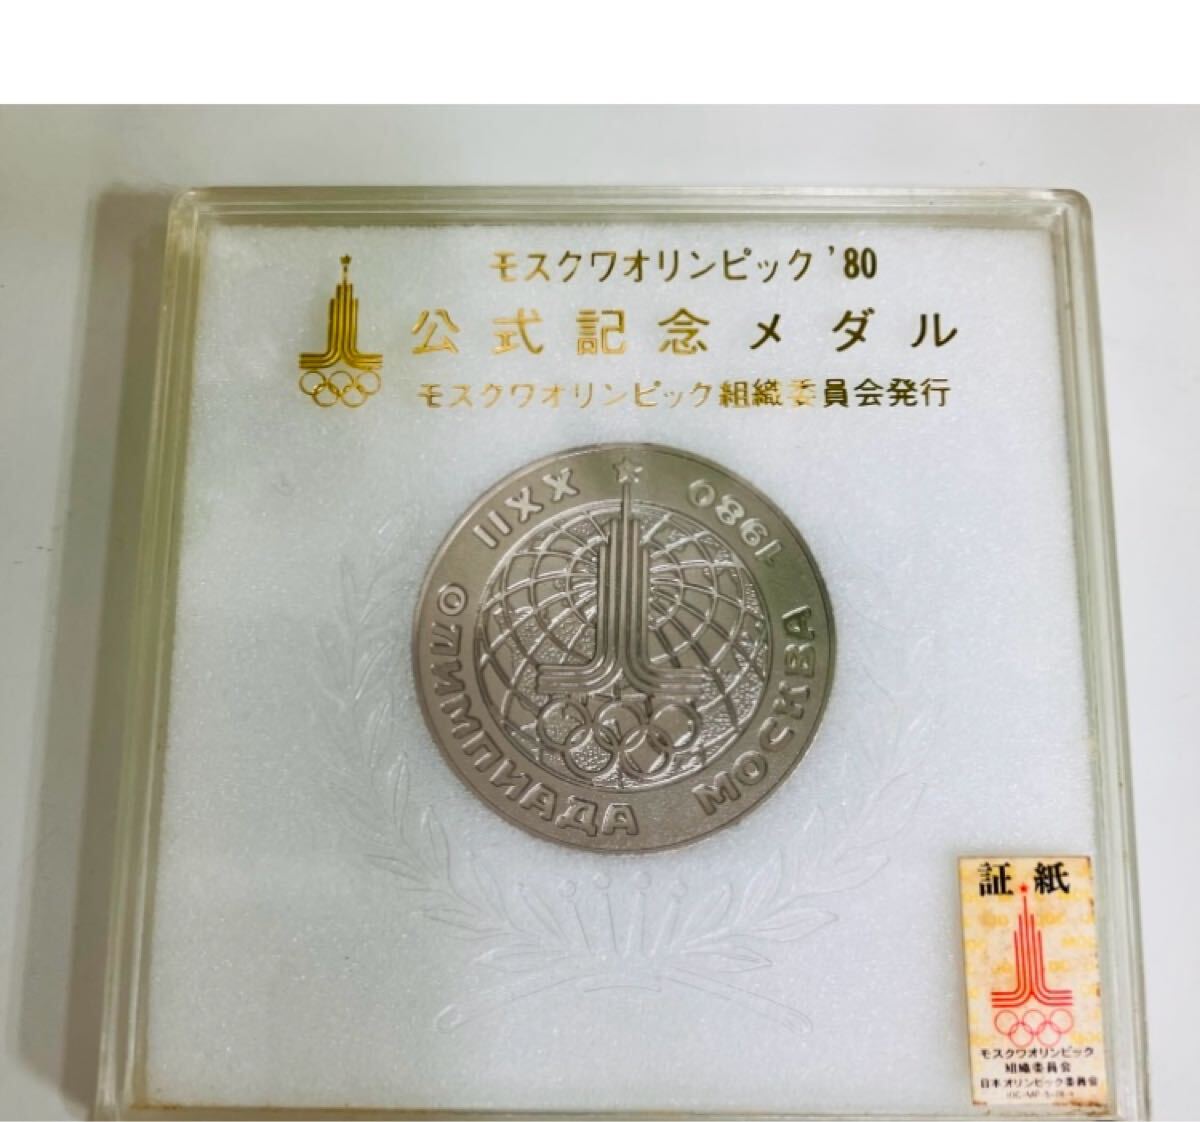 モスクワオリンピック '80
公式記念メダル
モスクワオリンピック組織委員会発行
XXII
1980
ОЛИМПИАДА МОСКВА
証紙
モスクワオリンピック
組織委員会
日本オリンピック委員会